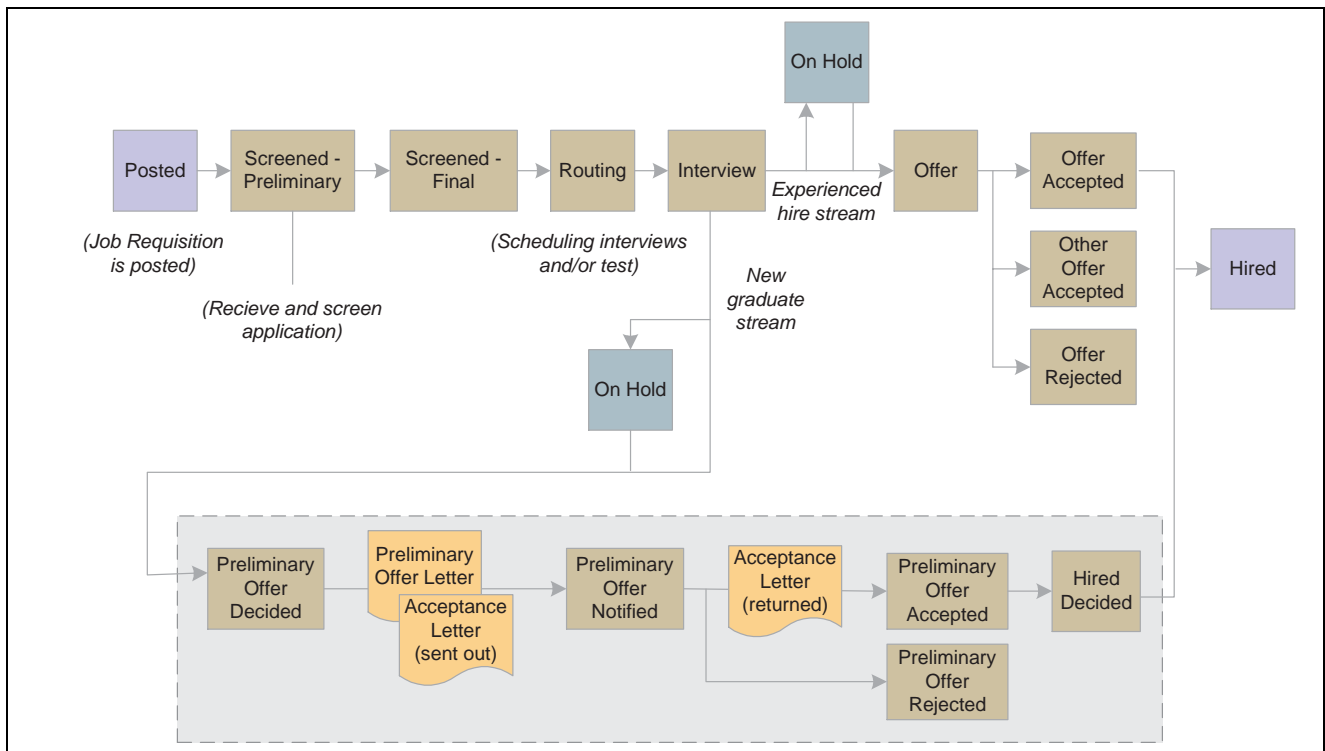 On Hold
Posted
Screened -
Preliminary
Screened -
Final
Routing
Interview
Experienced
hire stream
Offer
Offer
Accepted
(Job Requisition
is posted)
(Scheduling interviews
and/or test)
Other
Offer
Accepted
Hired
(Recieve and screen
application)
New
graduate
stream
Offer
Rejected
On Hold
Preliminary
Offer
Decided
Preliminary
Offer Letter
Acceptance
Letter
(sent out)
Preliminary
Offer
Notified
Acceptance
Letter
(returned)
Preliminary
Offer
Accepted
Hired
Decided
Preliminary
Offer
Rejected